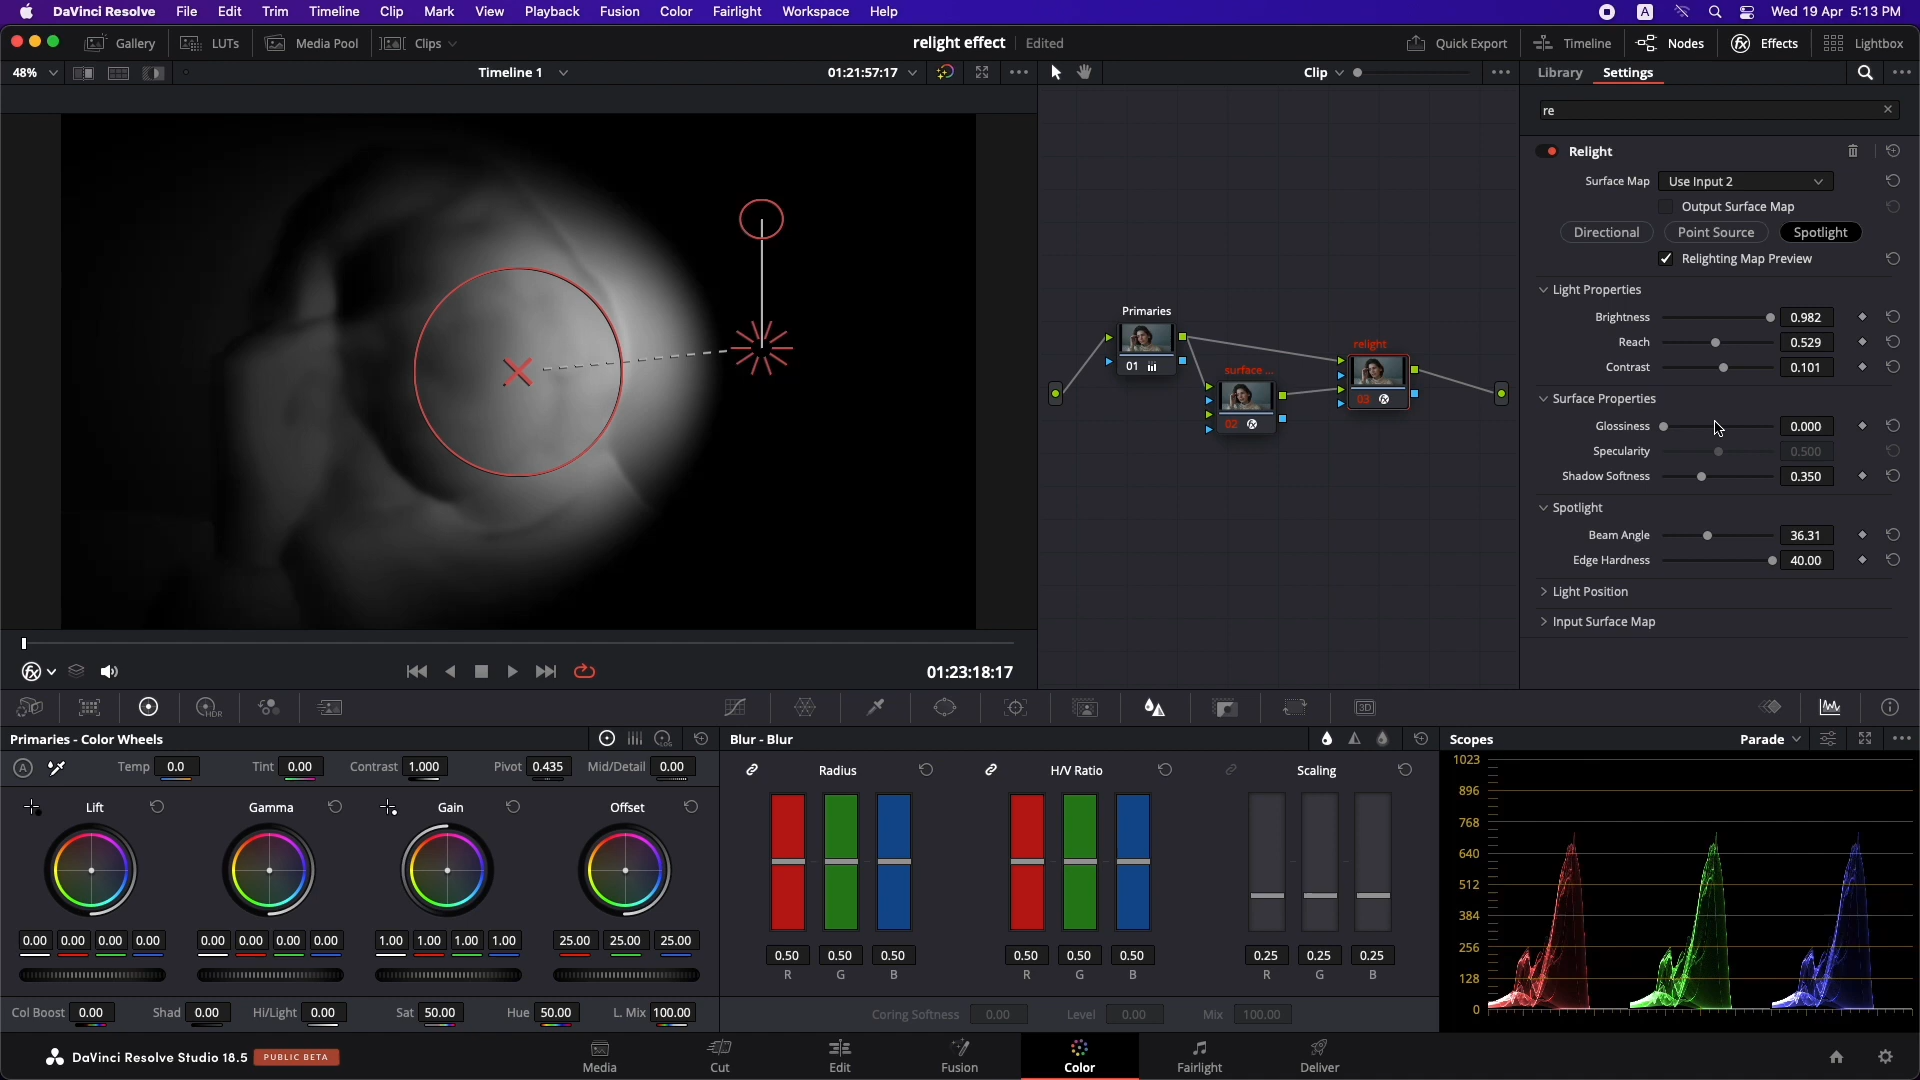 DaVinci Resolve File Edit Trim Timeline Clip Mark View Playback Fusion Color Fairlight Workspace Help A Wed 19 Apr 5:13 PM
Gallery LUTs Media Pool Clips relight effect Edited Quick Export Timeline Nodes Effects Lightbox
48% Timeline 1 01:21:57:17 Clip Library Settings
re
Relight
Surface Map Use Input 2
Output Surface Map
Directional Point Source Spotlight
Relighting Map Preview
Light Properties
Brightness 0.982
Reach 0.529
Contrast 0.101
Surface Properties
Glossiness 0.000
Specularity 0.500
Shadow Softness 0.350
Spotlight
Beam Angle 36.31
Edge Hardness 40.00
Light Position
Input Surface Map
Primaries
01
surface ...
02
relight
03
01:23:18:17
HDR 3D
Primaries - Color Wheels LOG
A Temp 0.0 Tint 0.00 Contrast 1.000 Pivot 0.435 Mid/Detail 0.00
Lift Gamma Gain Offset
0.00 0.00 0.00 0.00 0.00 0.00 0.00 0.00 1.00 1.00 1.00 1.00 25.00 25.00 25.00
Col Boost 0.00 Shad 0.00 Hi/Light 0.00 Sat 50.00 Hue 50.00 L. Mix 100.00
Blur - Blur
Radius H/V Ratio Scaling
0.50 0.50 0.50 0.50 0.50 0.50 0.25 0.25 0.25
R G B R G B R G B
Coring Softness 0.00 Level 0.00 Mix 100.00
Scopes Parade
1023
896
768
640
512
384
256
128
0
DaVinci Resolve Studio 18.5 PUBLIC BETA
Media Cut Edit Fusion Color Fairlight Deliver